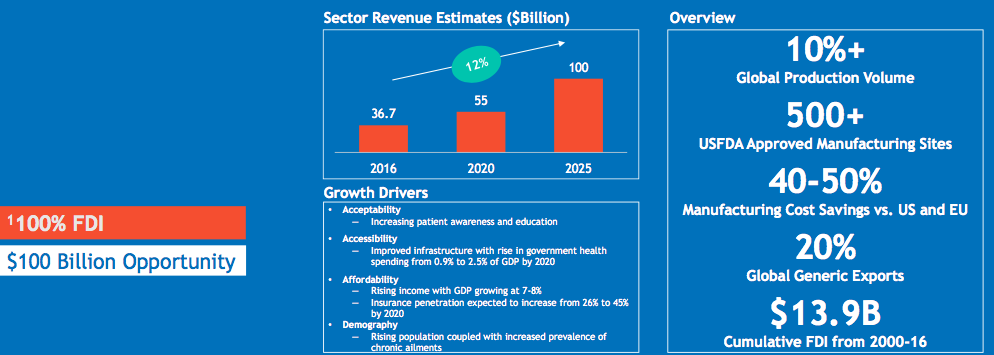 ¹100% FDI
$100 Billion Opportunity
Sector Revenue Estimates ($Billion)
12%
36.7
55
100
2016
2020
2025
Growth Drivers
• Acceptability
— Increasing patient awareness and education
• Accessibility
— Improved infrastructure with rise in government health
spending from 0.9% to 2.5% of GDP by 2020
• Affordability
— Rising income with GDP growing at 7-8%
— Insurance penetration expected to increase from 26% to 45%
by 2020
• Demography
— Rising population coupled with increased prevalence of
chronic ailments
Overview
10%+
Global Production Volume
500+
USFDA Approved Manufacturing Sites
40-50%
Manufacturing Cost Savings vs. US and EU
20%
Global Generic Exports
$13.9B
Cumulative FDI from 2000-16